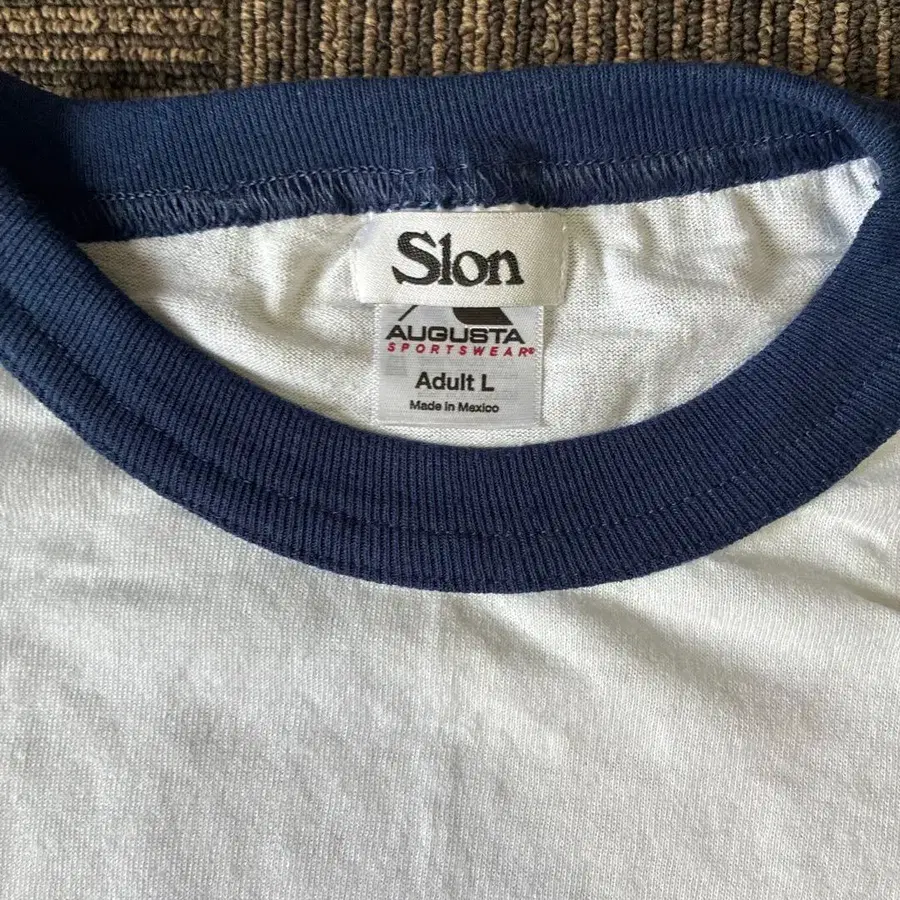 Slon
AUGUSTA
SPORTSWEAR®
Adult L
Made in Mexico